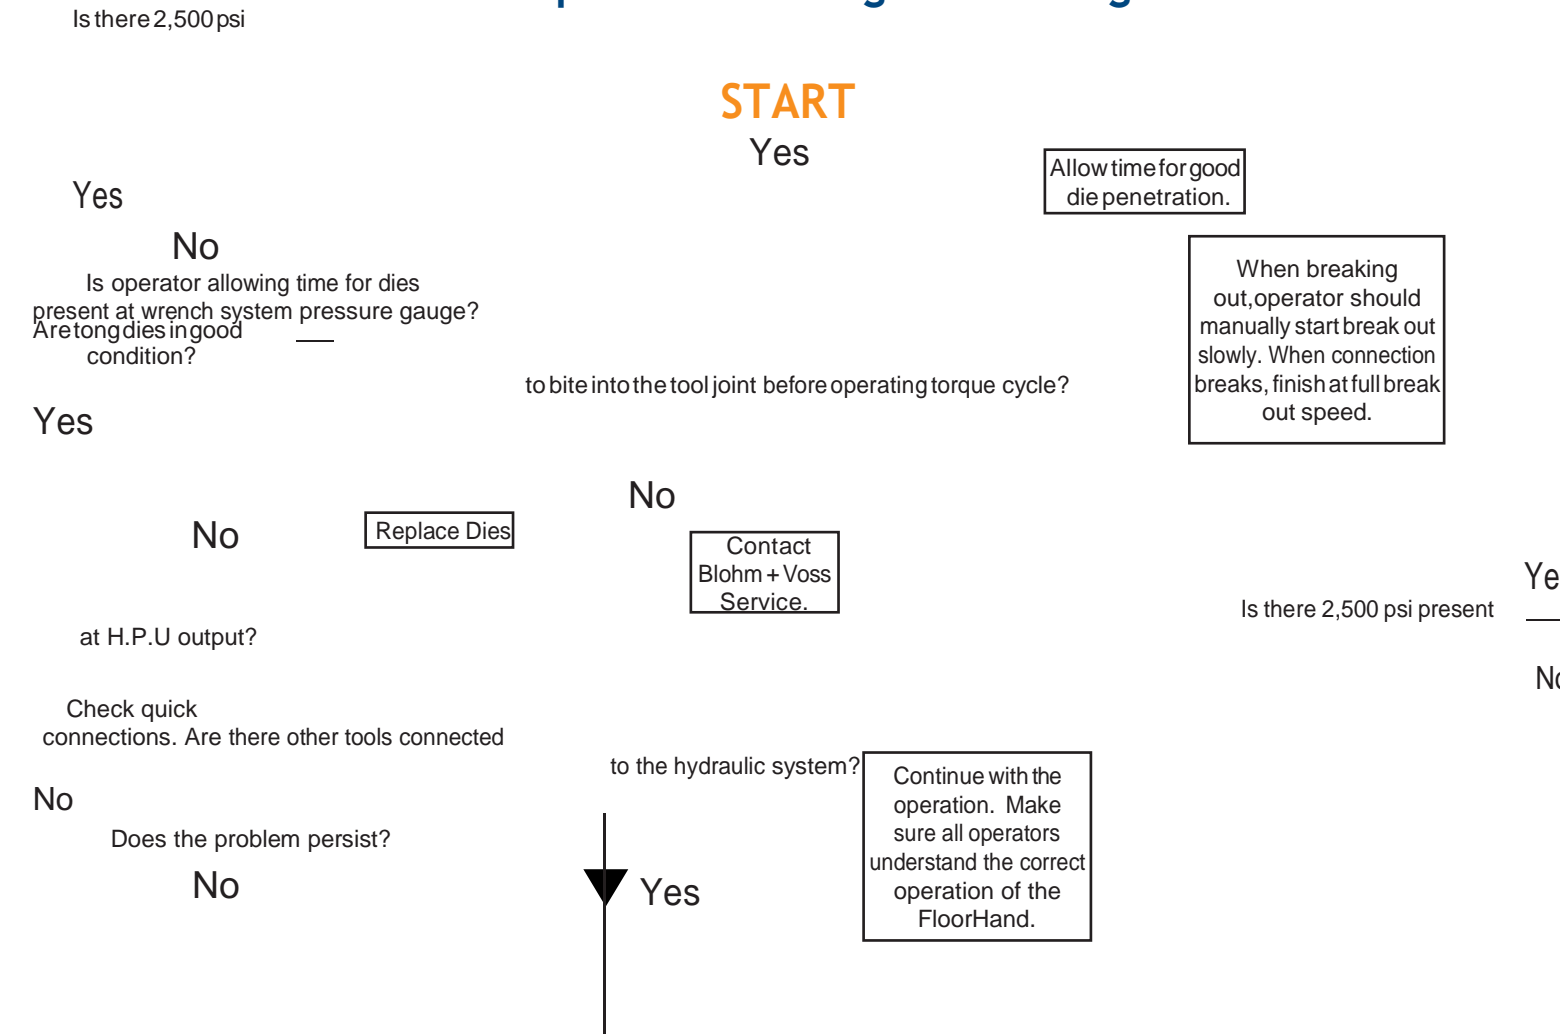 Is there 2,500 psi
START
Yes
Allow time for good
die penetration.
Yes
No
Is operator allowing time for dies
present at wrench system pressure gauge?
Are tong dies in good
condition?
When breaking
out,operator should
manually start break out
slowly. When connection
breaks, finish at full break
out speed.
to bite into the tool joint before operating torque cycle?
Yes
No
No
Replace Dies
Contact
Blohm + Voss
Service.
Is there 2,500 psi present
at H.P.U output?
Check quick
connections. Are there other tools connected
to the hydraulic system?
Continue with the
operation. Make
sure all operators
understand the correct
operation of the
FloorHand.
No
Does the problem persist?
No
Yes